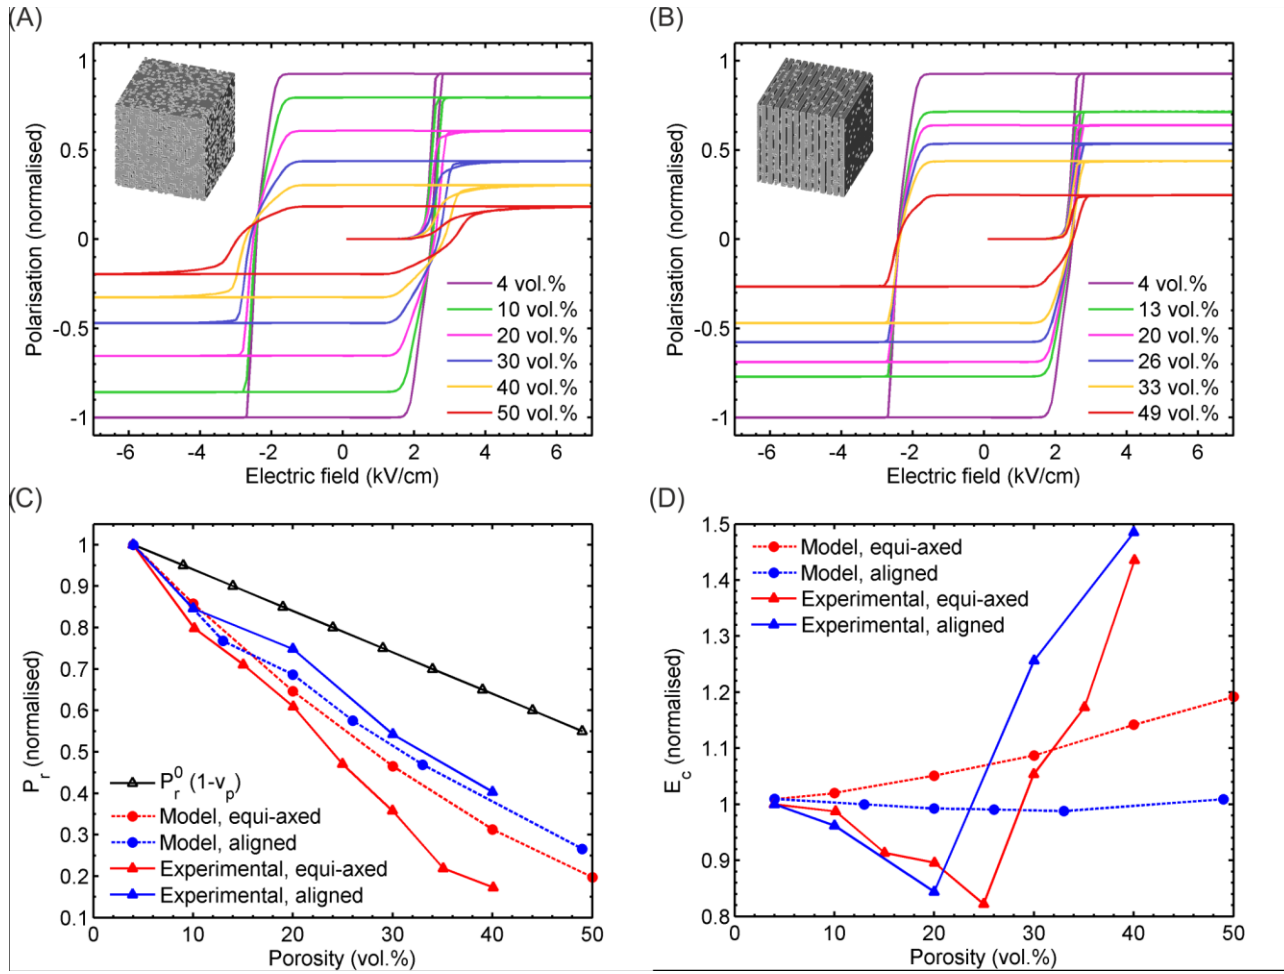 (A)
Polarisation (normalised)
1
0.5
0
-0.5
-1
4 vol.%
10 vol.%
20 vol.%
30 vol.%
40 vol.%
50 vol.%
-6 -4 -2 0 2 4 6
Electric field (kV/cm)
(B)
Polarisation (normalised)
1
0.5
0
-0.5
-1
4 vol.%
13 vol.%
20 vol.%
26 vol.%
33 vol.%
49 vol.%
-6 -4 -2 0 2 4 6
Electric field (kV/cm)
(C)
P_r (normalised)
1
0.9
0.8
0.7
0.6
0.5
0.4
0.3
0.2
0.1
P_r^0 (1-v_p)
Model, equi-axed
Model, aligned
Experimental, equi-axed
Experimental, aligned
0 10 20 30 40 50
Porosity (vol.%)
(D)
E_c (normalised)
1.5
1.4
1.3
1.2
1.1
1
0.9
0.8
Model, equi-axed
Model, aligned
Experimental, equi-axed
Experimental, aligned
0 10 20 30 40 50
Porosity (vol.%)